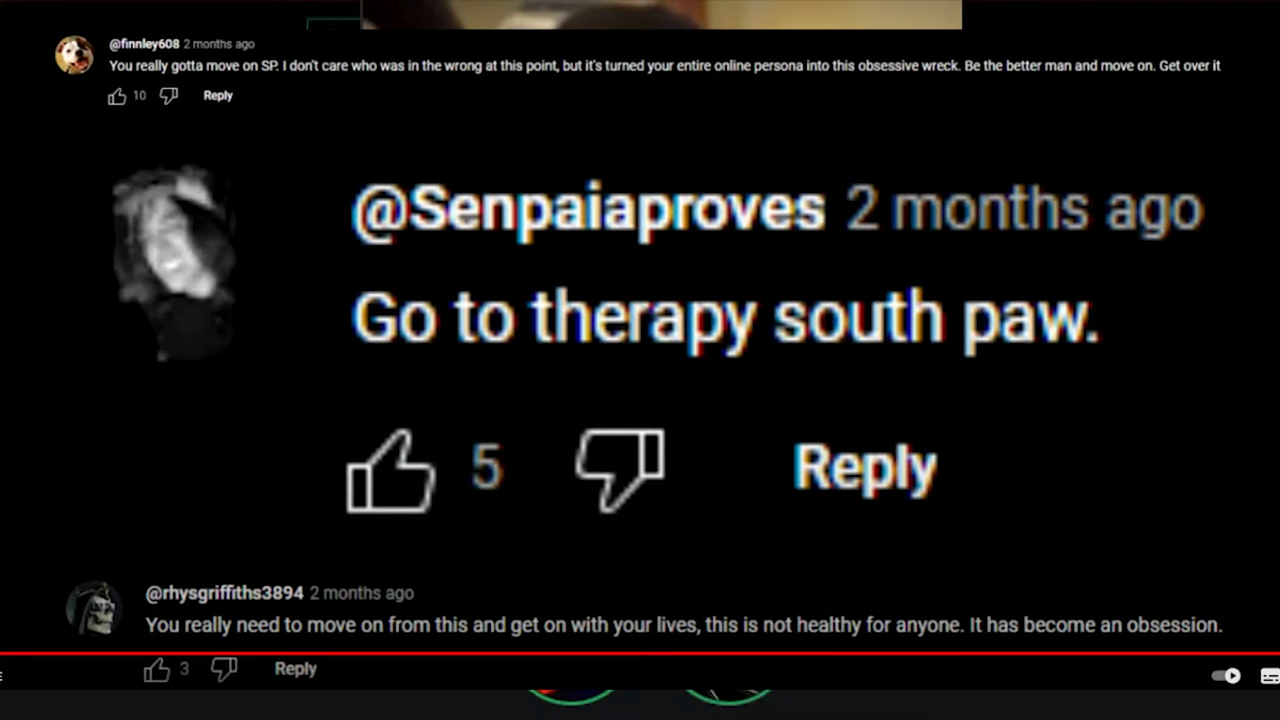 @finnley608 2 months ago
You really gotta move on SP. I don't care who was in the wrong at this point, but it's turned your entire online persona into this obsessive wreck. Be the better man and move on. Get over it
10 Reply
@Senpaiaproves 2 months ago
Go to therapy south paw.
5 Reply
@rhysgriffiths3894 2 months ago
You really need to move on from this and get on with your lives, this is not healthy for anyone. It has become an obsession.
3 Reply